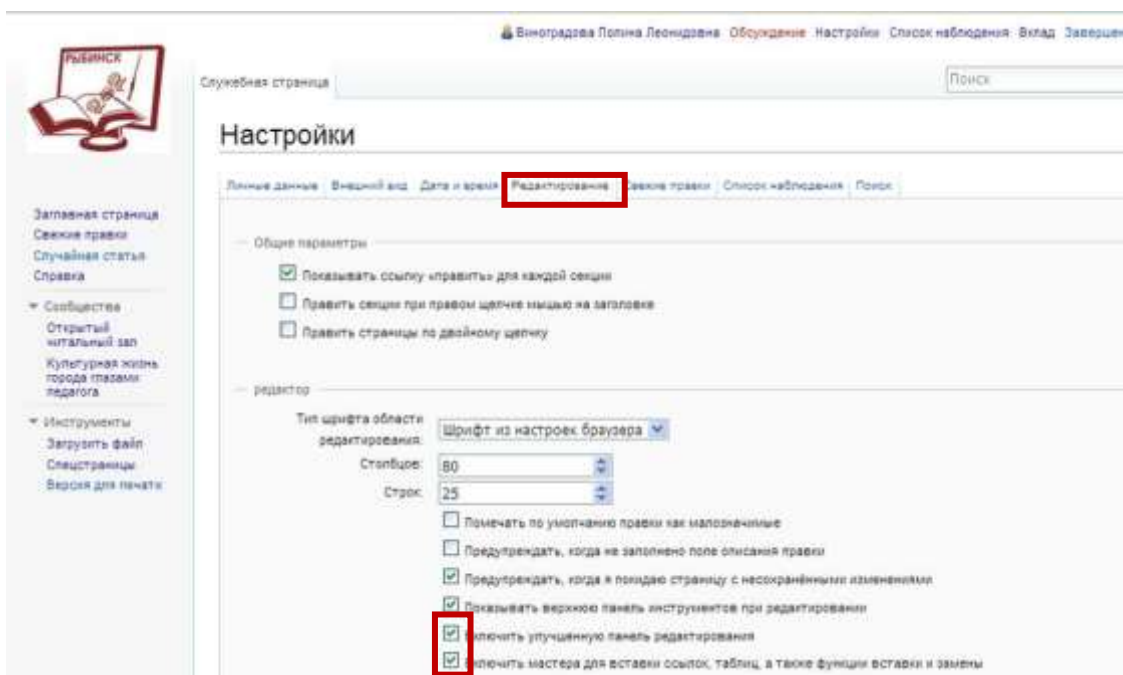 Виноградова Полина Леонидовна Обсуждение Настройки Список наблюдения Вклад Завершен
РЫБИНСК
Служебная страница
Поиск
Настройки
Личные данные Внешний вид Дата и время Редактирование Свежие правки Список наблюдения Поиск
Заглавная страница
Свежие правки
Случайная статья
Справка
Сообщества
Открытый
читальный зал
Культурная жизнь
города глазами
педагога
Инструменты
Загрузить файл
Спецстраницы
Версия для печати
Общие параметры
Показывать ссылку «править» для каждой секции
Править секции при правом щелчке мышью на заголовке
Править страницы по двойному щелчку
редактор
Тип шрифта области
редактирования:
Шрифт из настроек браузера
Столбцов: 80
Строк: 25
Помечать по умолчанию правки как малозначимые
Предупреждать, когда не заполнено поле описания правки
Предупреждать, когда я покидаю страницу с несохранёнными изменениями
Показывать верхнюю панель инструментов при редактировании
Включить улучшенную панель редактирования
Включить мастера для вставки ссылок, таблиц, а также функции вставки и замены